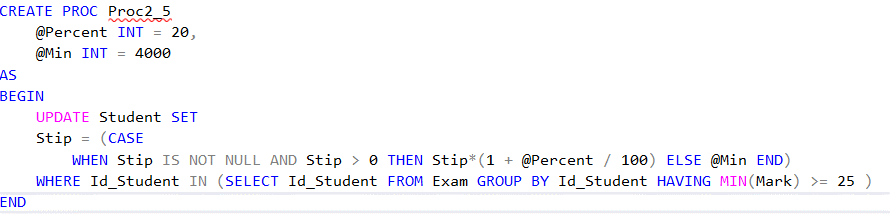 CREATE PROC Proc2_5
@Percent INT = 20,
@Min INT = 4000
AS
BEGIN
UPDATE Student SET
Stip = (CASE
WHEN Stip IS NOT NULL AND Stip > 0 THEN Stip*(1 + @Percent / 100) ELSE @Min END)
WHERE Id_Student IN (SELECT Id_Student FROM Exam GROUP BY Id_Student HAVING MIN(Mark) >= 25 )
END